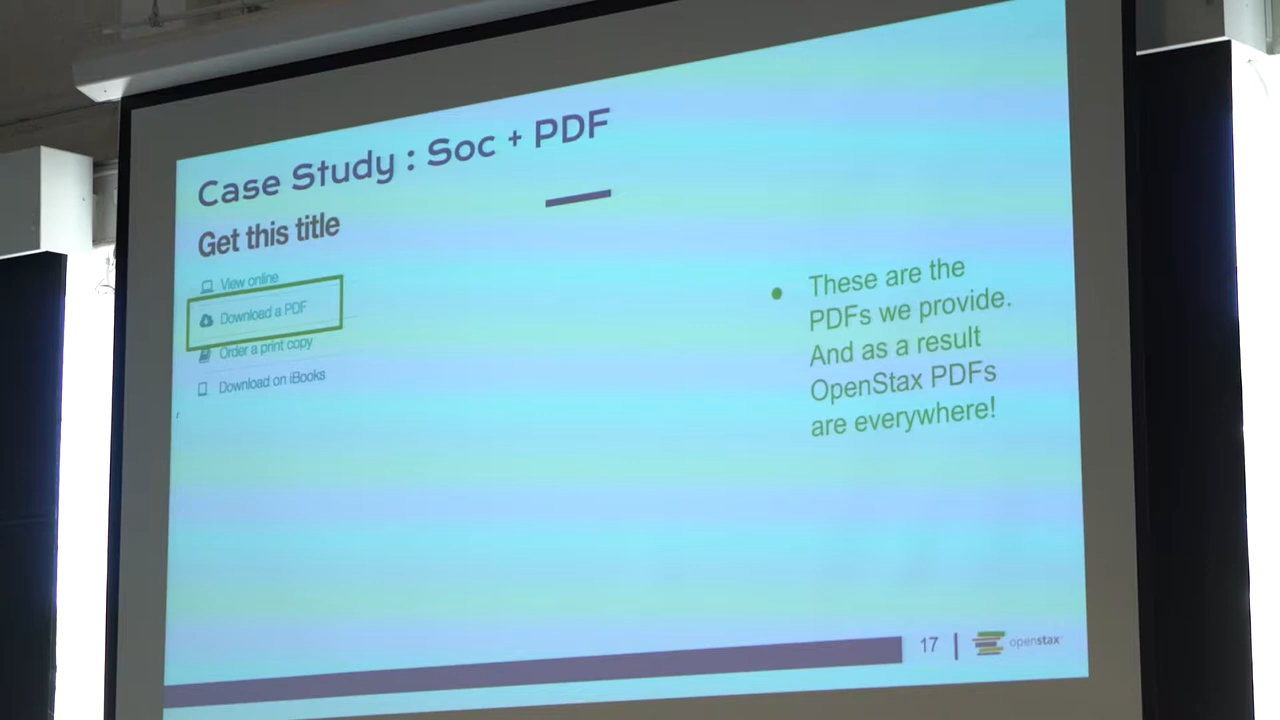 Case Study : Soc + PDF
Get this title
View online
Download a PDF
Order a print copy
Download on iBooks
These are the
PDFs we provide.
And as a result
OpenStax PDFs
are everywhere!
17
openstax